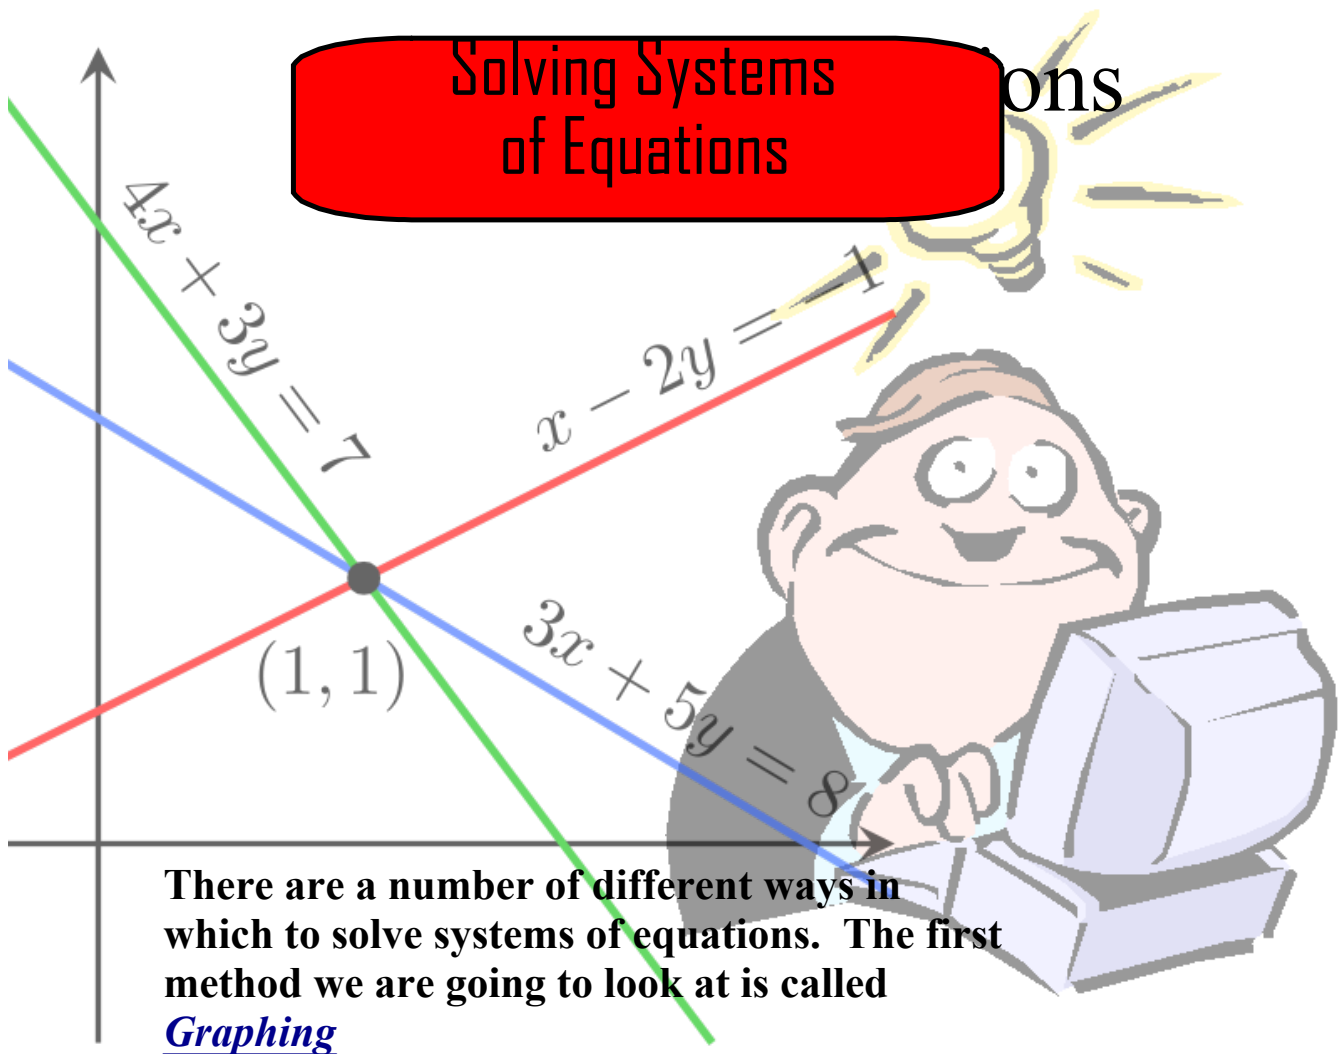 Solving Systems
of Equations
ons
4x + 3y = 7
x − 2y = −1
(1, 1)
3x + 5y = 8
There are a number of different ways in
which to solve systems of equations.  The first
method we are going to look at is called
Graphing